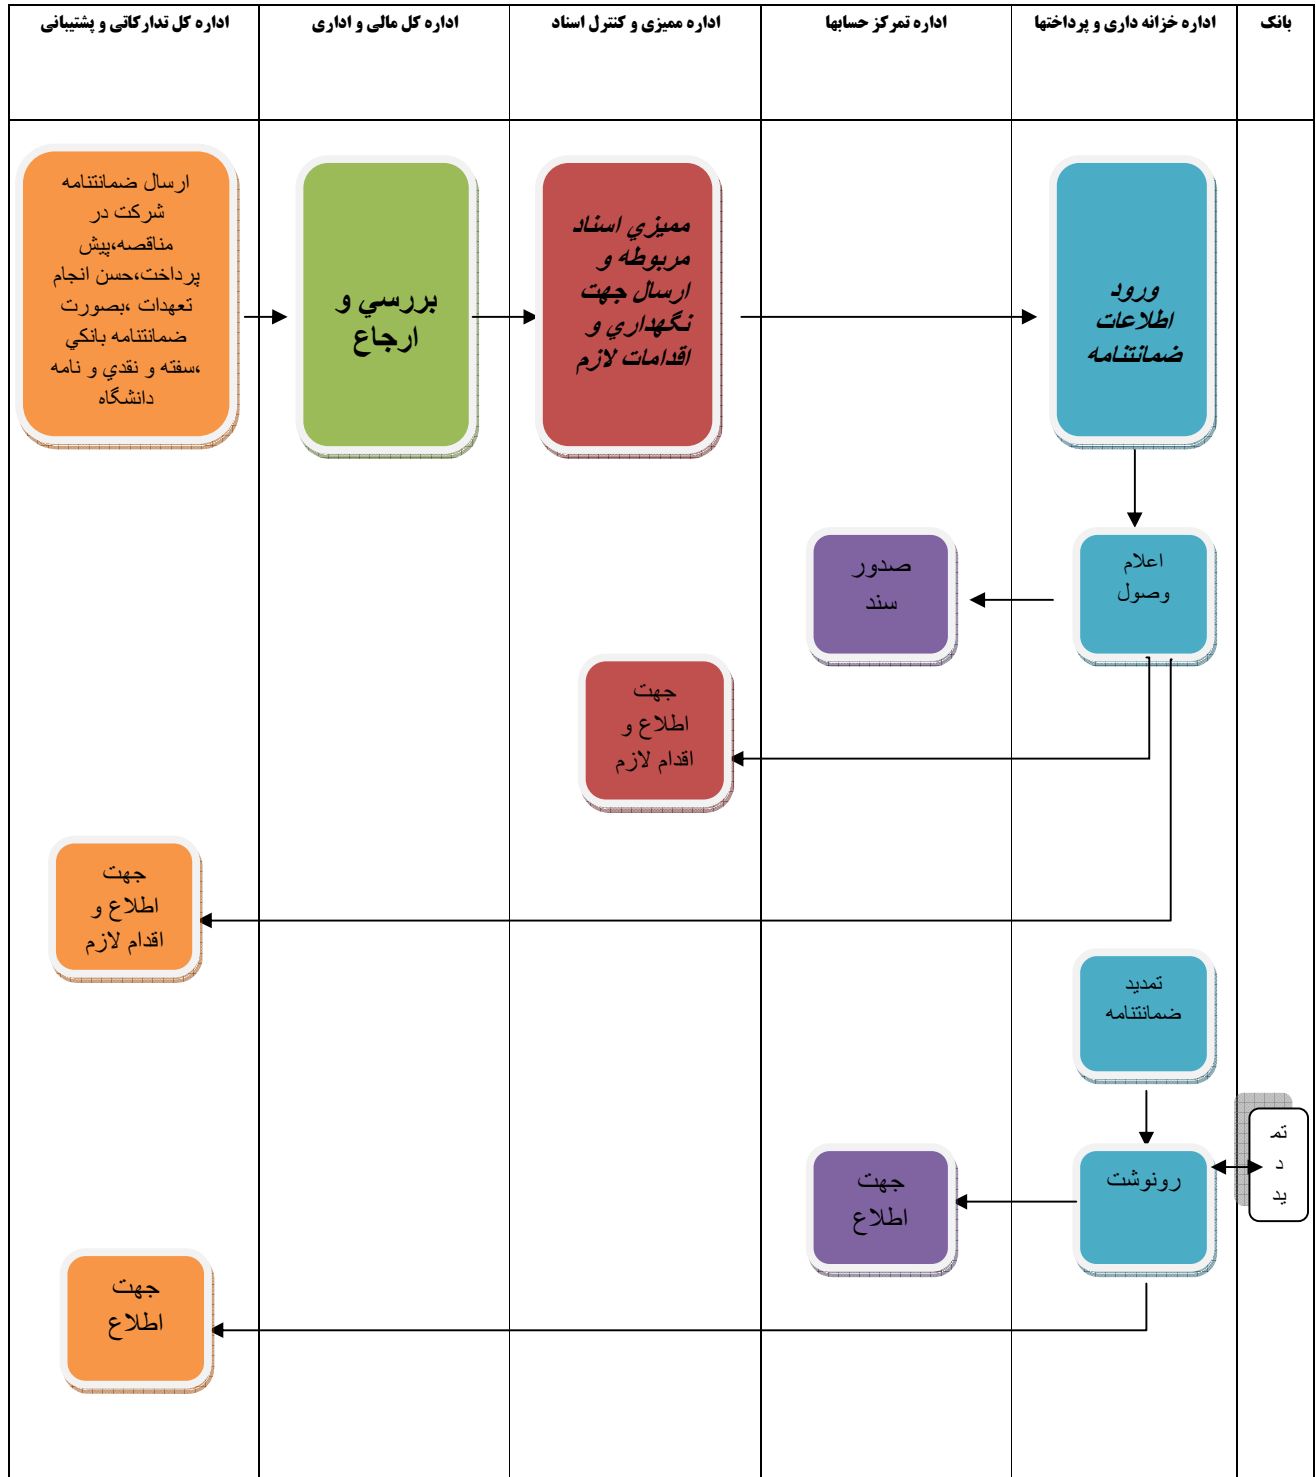 بانک
اداره خزانه داری و پرداختها
اداره تمرکز حسابها
اداره ممیزی و کنترل اسناد
اداره کل مالی و اداری
اداره کل تدارکاتی و پشتیبانی
ارسال ضمانتنامه
شرکت در
مناقصه،پیش
پرداخت،حسن انجام
تعهدات ،بصورت
ضمانتنامه بانكي
،سفته و نقدي و نامه
دانشگاه
بررسي و
ارجاع
مميزي اسناد
مربوطه و
ارسال جهت
نگهداري و
اقدامات لازم
ورود
اطلاعات
ضمانتنامه
اعلام
وصول
صدور
سند
جهت
اطلاع و
اقدام لازم
جهت
اطلاع و
اقدام لازم
تمدید
ضمانتنامه
تم
د
ید
رونوشت
جهت
اطلاع
جهت
اطلاع